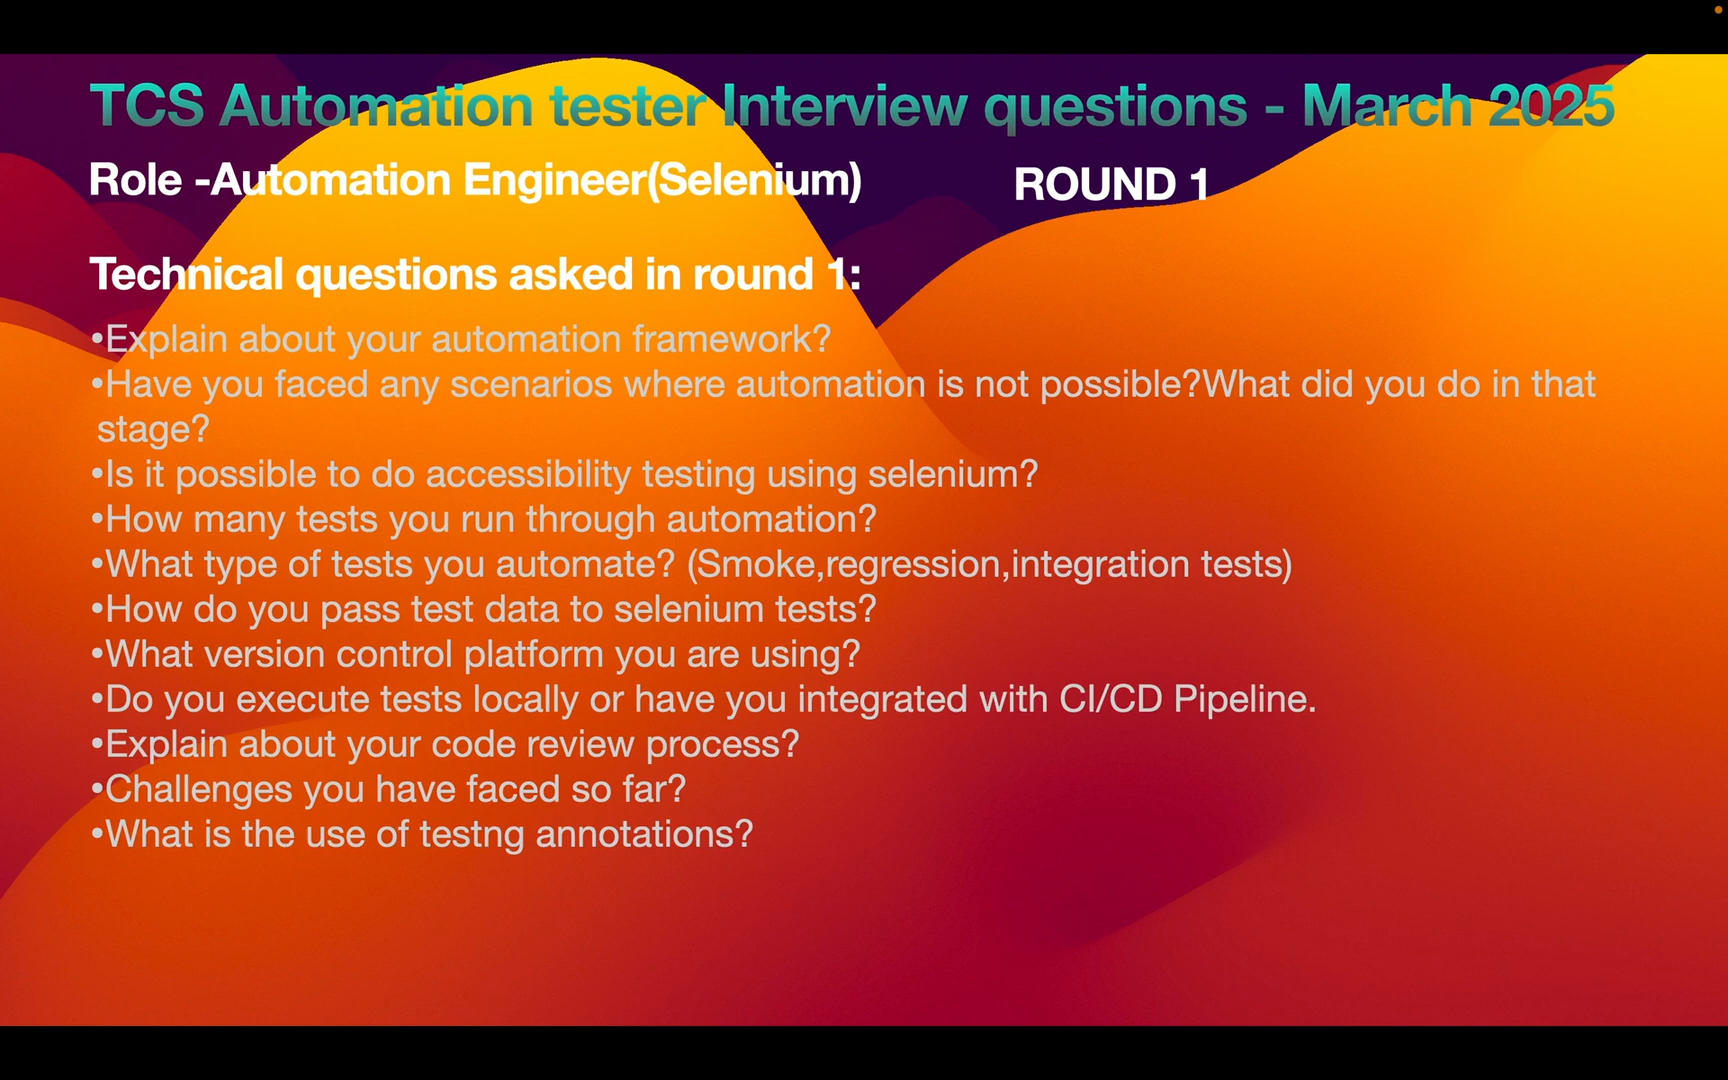 TCS Automation tester Interview questions - March 2025
Role -Automation Engineer(Selenium)
ROUND 1
Technical questions asked in round 1:
•Explain about your automation framework?
•Have you faced any scenarios where automation is not possible?What did you do in that
stage?
•Is it possible to do accessibility testing using selenium?
•How many tests you run through automation?
•What type of tests you automate? (Smoke,regression,integration tests)
•How do you pass test data to selenium tests?
•What version control platform you are using?
•Do you execute tests locally or have you integrated with CI/CD Pipeline.
•Explain about your code review process?
•Challenges you have faced so far?
•What is the use of testng annotations?